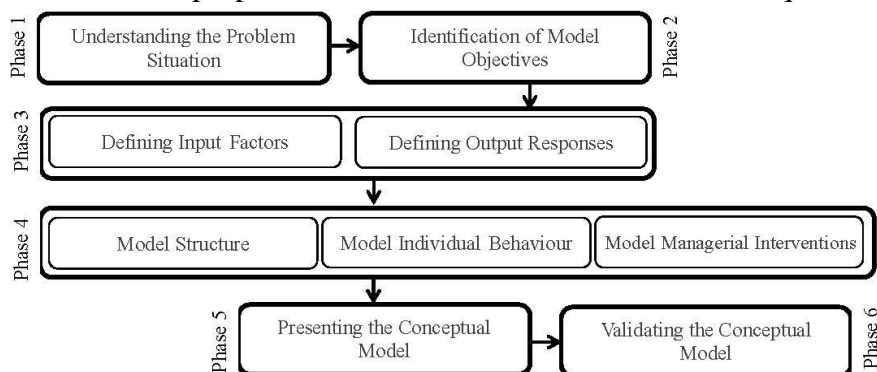 Phase 1
Understanding the Problem
Situation
Identification of Model
Objectives
Phase 2
Phase 3
Defining Input Factors
Defining Output Responses
Phase 4
Model Structure
Model Individual Behaviour
Model Managerial Interventions
Phase 5
Presenting the Conceptual
Model
Validating the Conceptual
Model
Phase 6